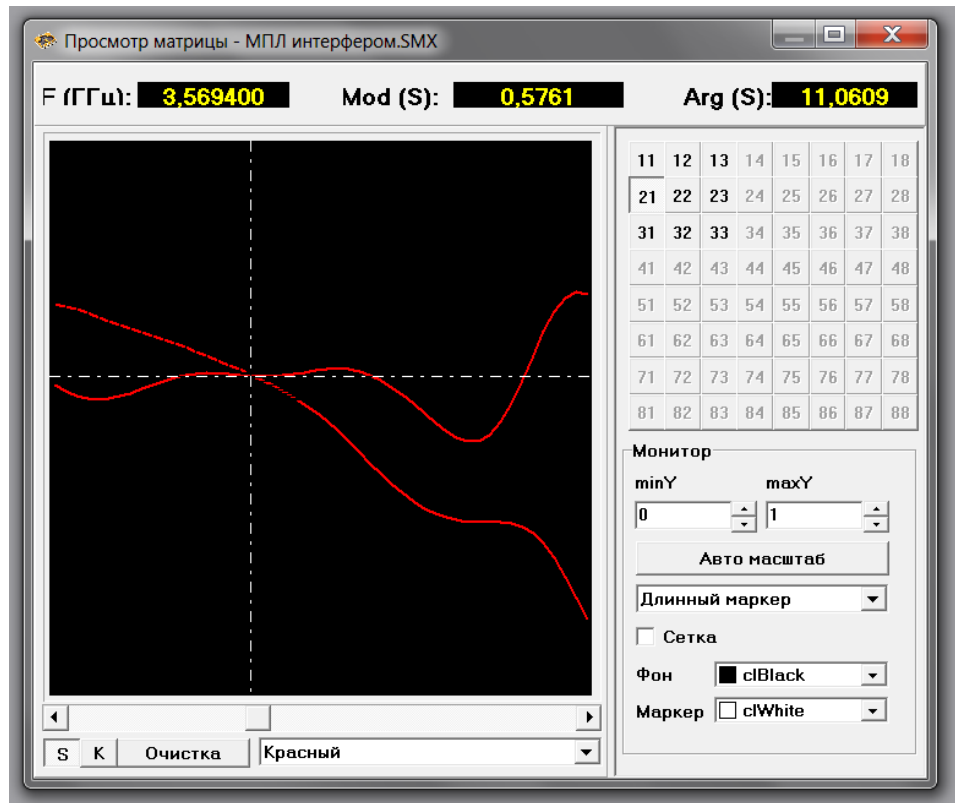 Просмотр матрицы - МПЛ интерфером.SMX
F (ГГц): 3,569400 Mod (S): 0,5761 Arg (S): 11,0609
11 12 13 14 15 16 17 18
21 22 23 24 25 26 27 28
31 32 33 34 35 36 37 38
41 42 43 44 45 46 47 48
51 52 53 54 55 56 57 58
61 62 63 64 65 66 67 68
71 72 73 74 75 76 77 78
81 82 83 84 85 86 87 88
Монитор
minY maxY
0 1
Авто масштаб
Длинный маркер
Сетка
Фон clBlack
Маркер clWhite
S K Очистка Красный